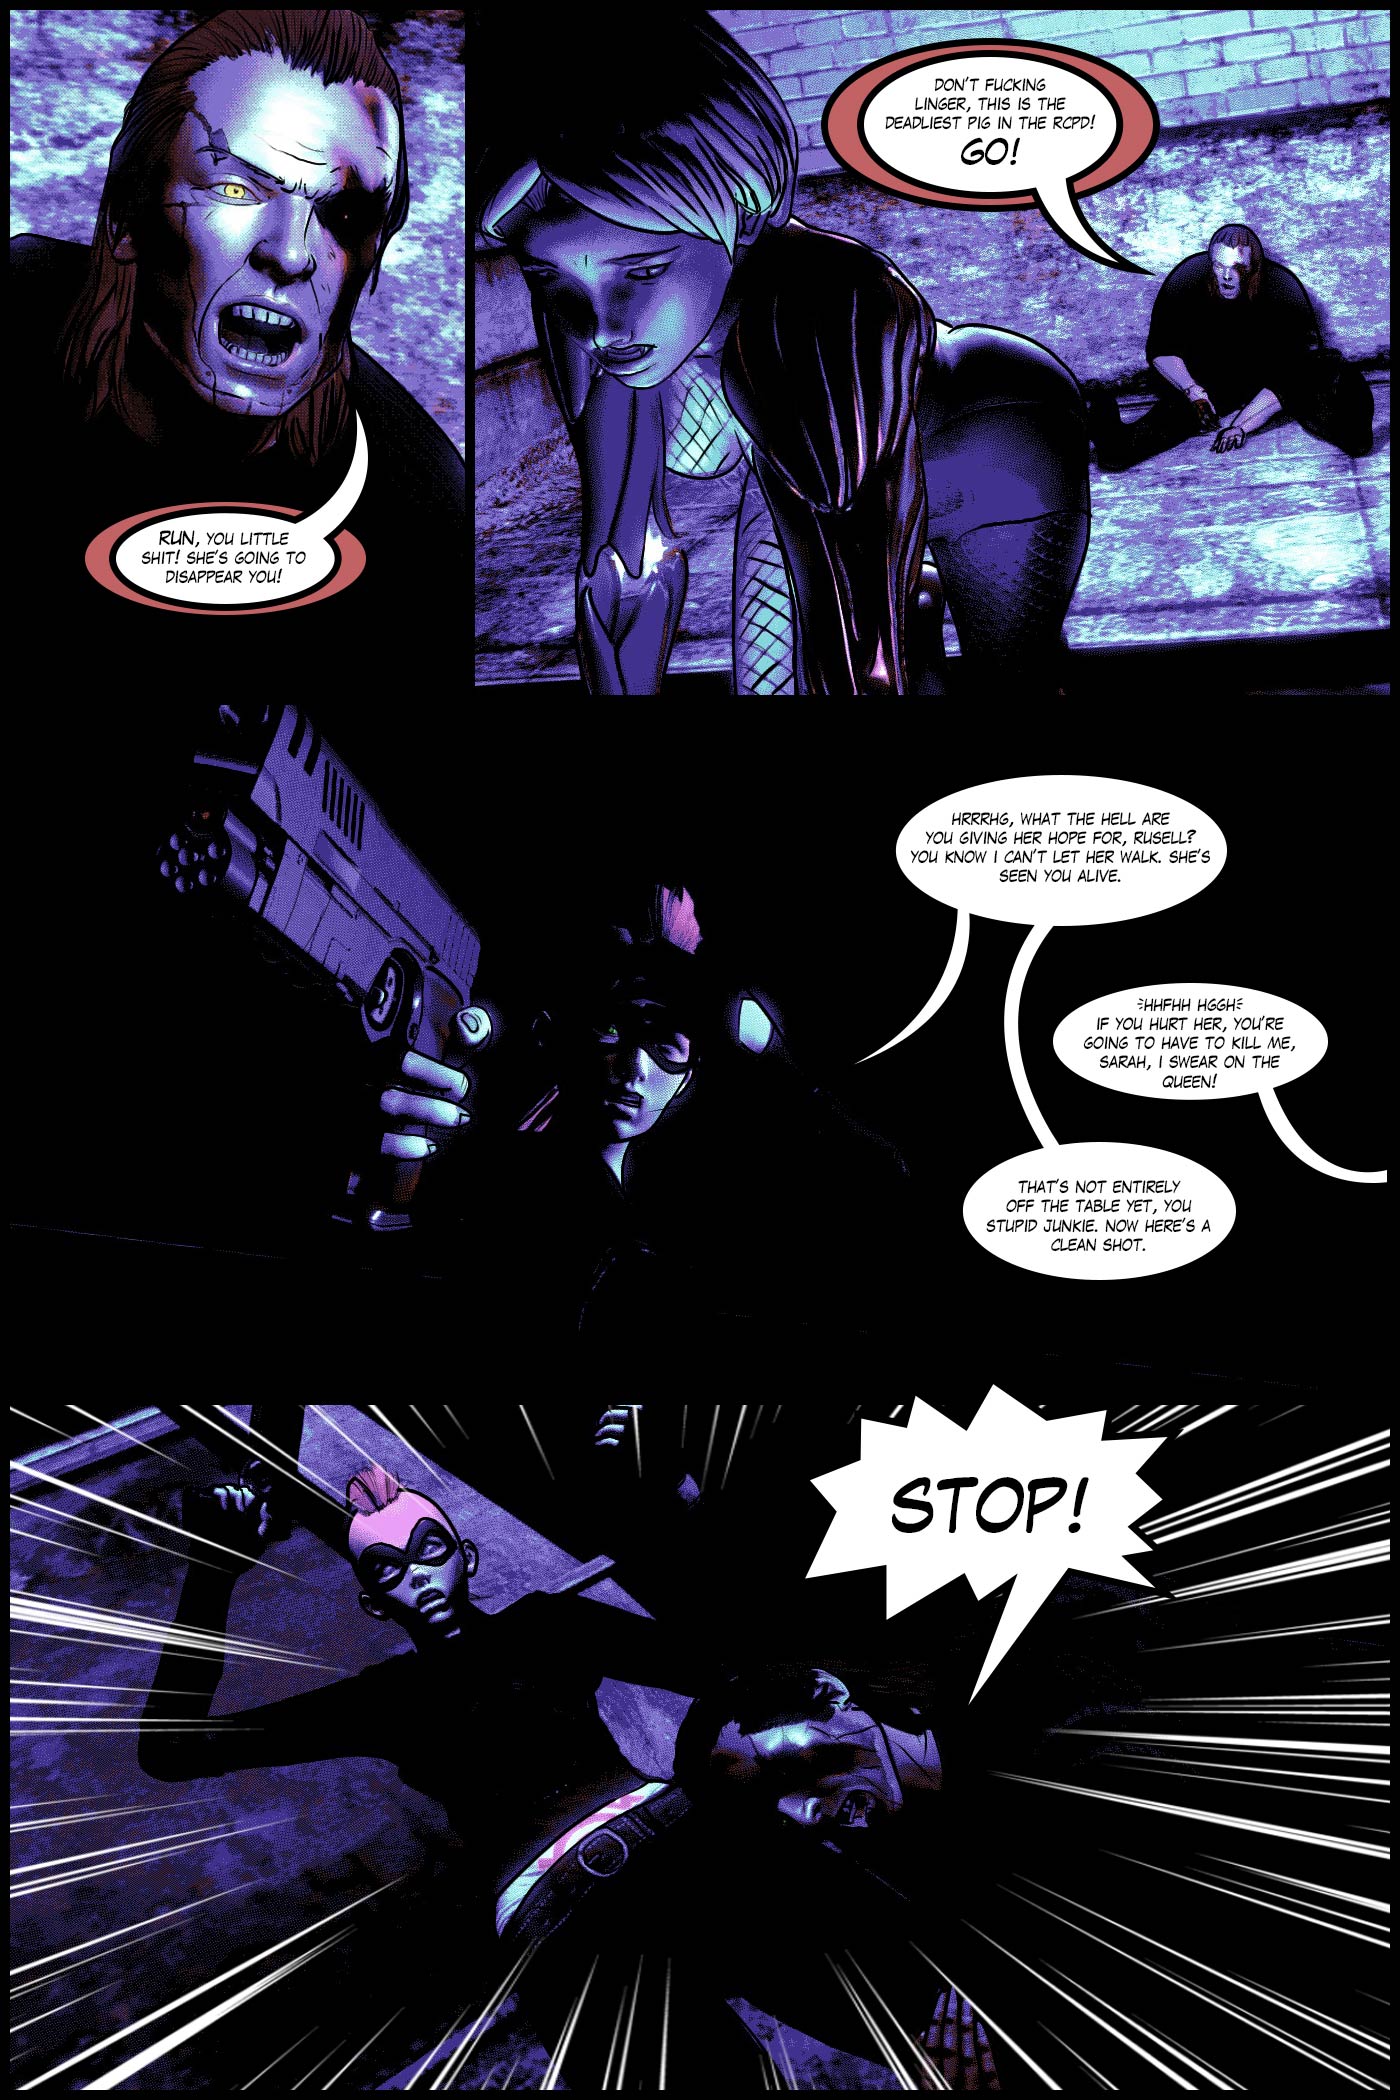 RUN, YOU LITTLE
SHIT! SHE'S GOING TO
DISAPPEAR YOU!
DON'T FUCKING
LINGER, THIS IS THE
DEADLIEST PIG IN THE RCPD!
GO!
HRRRHG, WHAT THE HELL ARE
YOU GIVING HER HOPE FOR, RUSELL?
YOU KNOW I CAN'T LET HER WALK. SHE'S
SEEN YOU ALIVE.
HHFHH HGGH
IF YOU HURT HER, YOU'RE
GOING TO HAVE TO KILL ME,
SARAH, I SWEAR ON THE
QUEEN!
THAT'S NOT ENTIRELY
OFF THE TABLE YET, YOU
STUPID JUNKIE. NOW HERE'S A
CLEAN SHOT.
STOP!